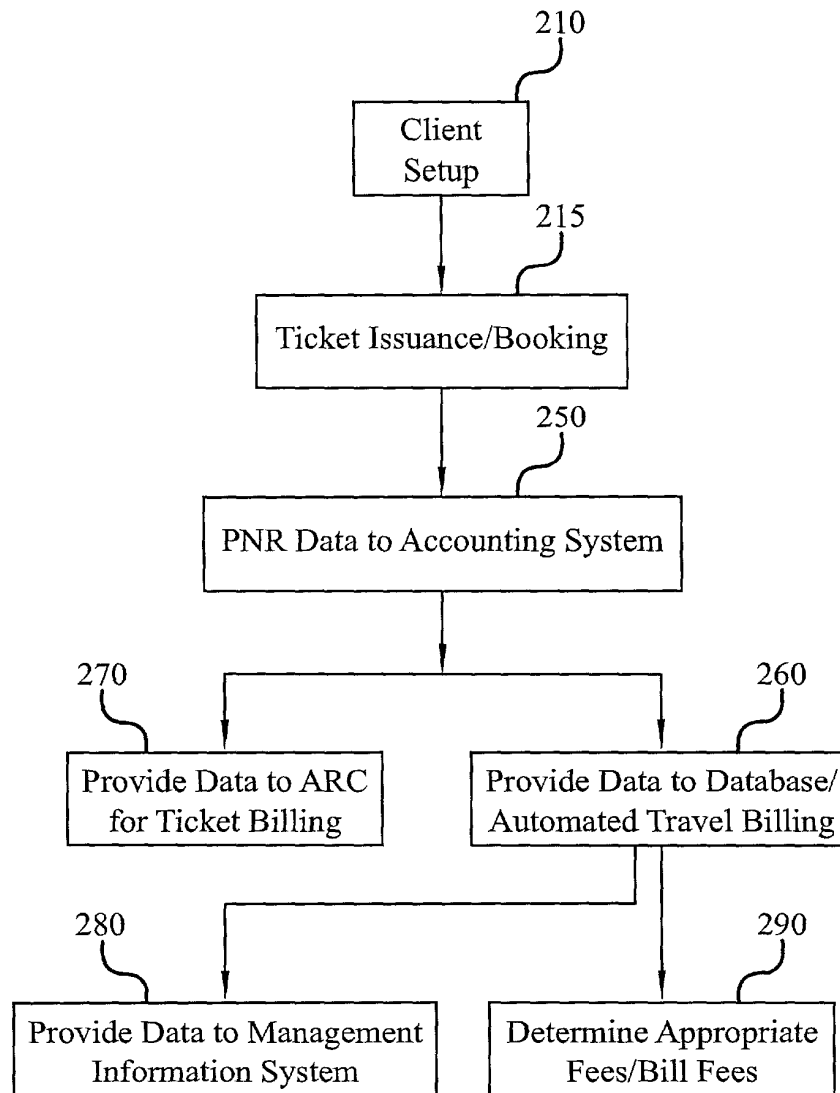 210
Client
Setup
215
Ticket Issuance/Booking
250
PNR Data to Accounting System
270
260
Provide Data to ARC
for Ticket Billing
Provide Data to Database/
Automated Travel Billing
280
290
Provide Data to Management
Information System
Determine Appropriate
Fees/Bill Fees